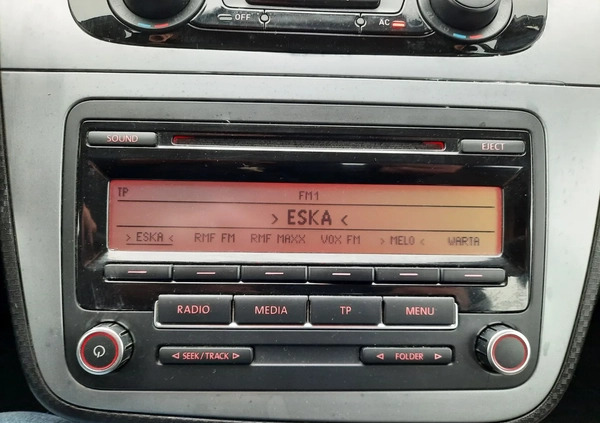 OFF
AC
SOUND
EJECT
TP
FM1
> ESKA <
> ESKA < RMF FM RMF MAXX VOX FM > MELO < WARTA
RADIO MEDIA TP MENU
SEEK/TRACK
FOLDER